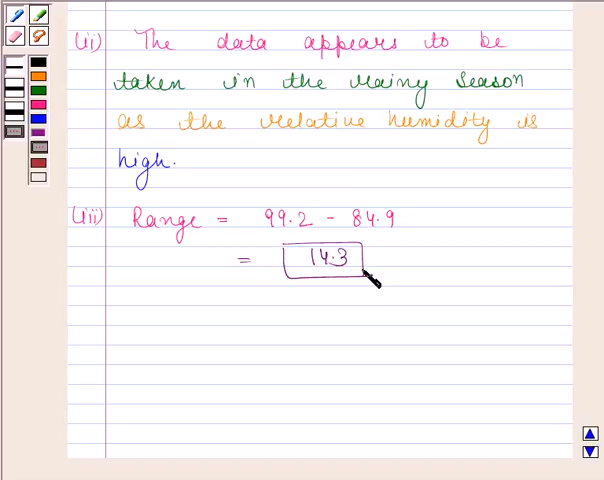 (ii) The data appears to be
taken in the rainy season
as the relative humidity is
high.
(iii) Range = 99.2 - 84.9
= 14.3